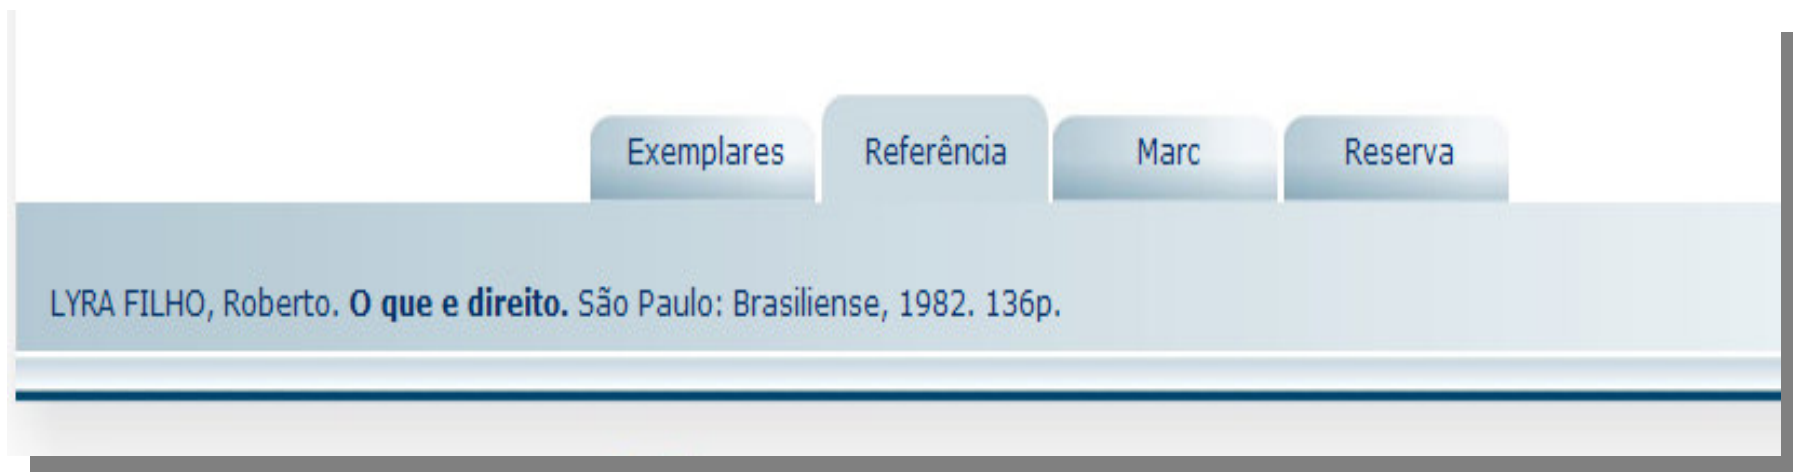 Exemplares Referência Marc Reserva
LYRA FILHO, Roberto. O que e direito. São Paulo: Brasiliense, 1982. 136p.